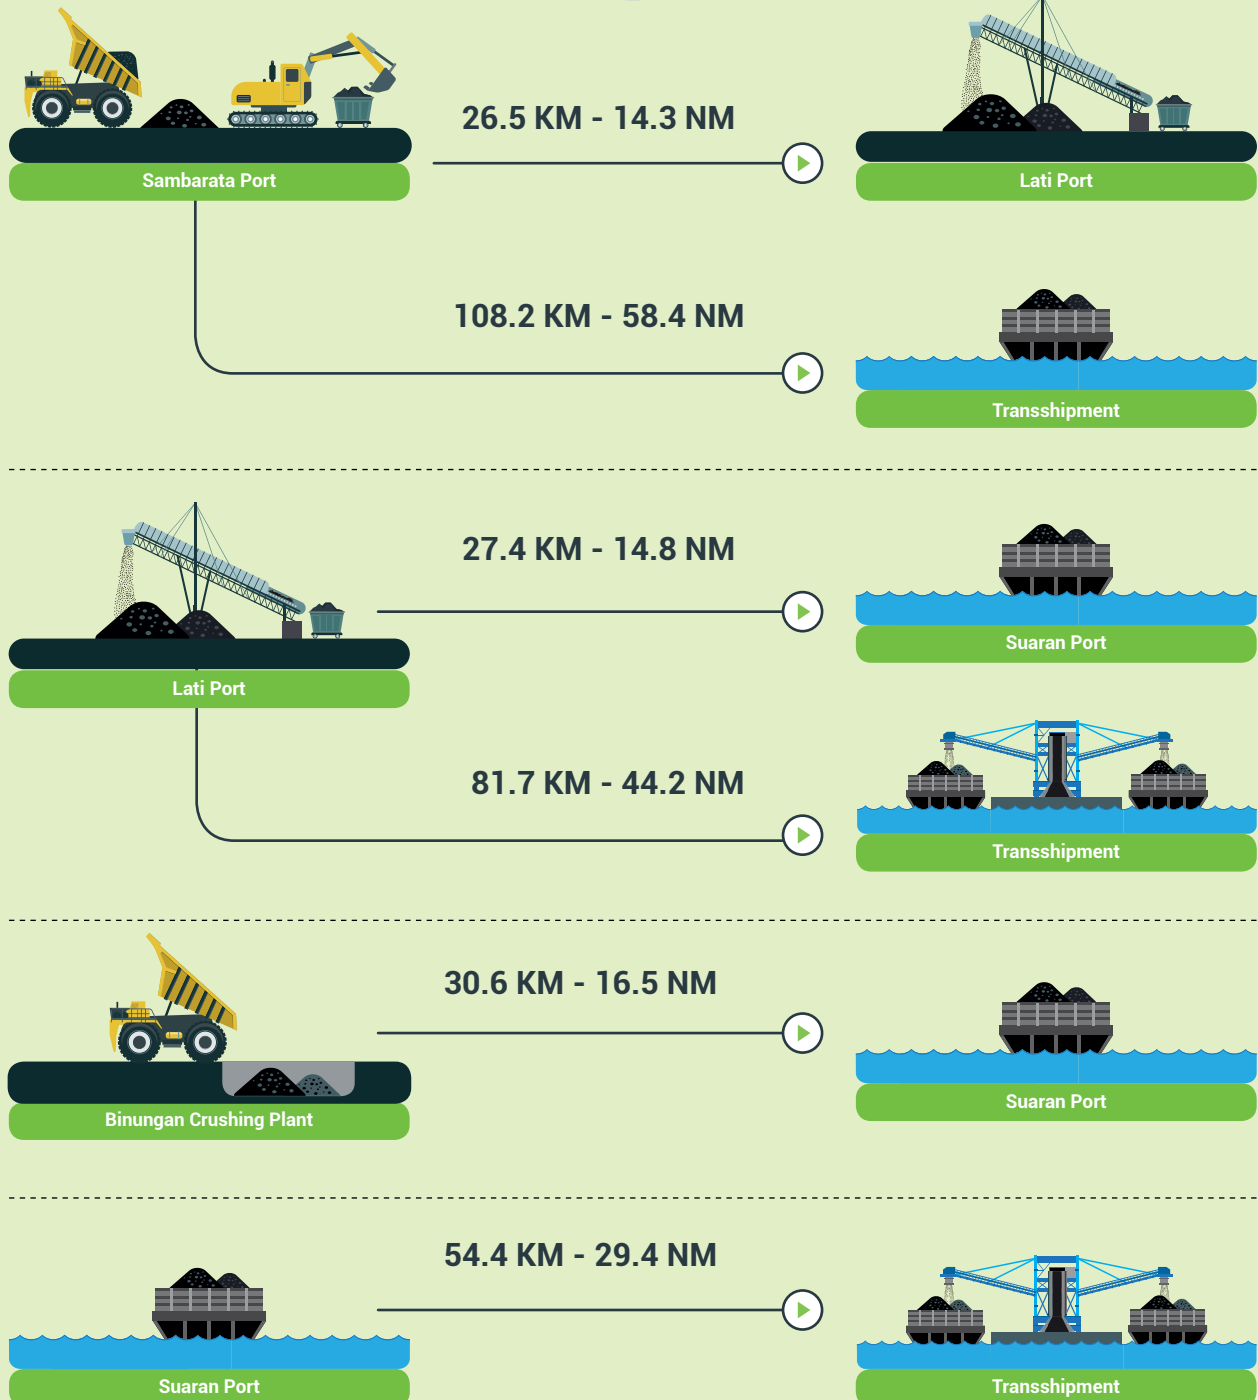 26.5 KM - 14.3 NM
Sambarata Port
Lati Port
108.2 KM - 58.4 NM
Transshipment
27.4 KM - 14.8 NM
Suaran Port
Lati Port
81.7 KM - 44.2 NM
Transshipment
30.6 KM - 16.5 NM
Suaran Port
Binungan Crushing Plant
54.4 KM - 29.4 NM
Suaran Port
Transshipment